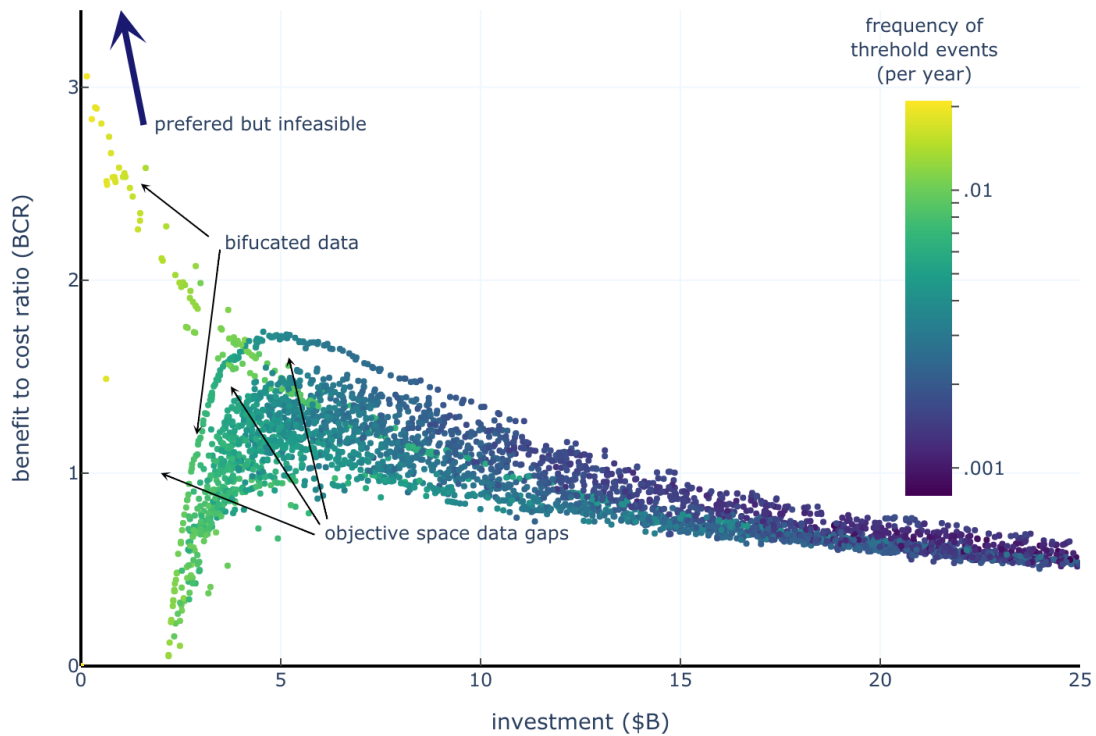 frequency of
threhold events
(per year)
.01
.001
prefered but infeasible
bifucated data
objective space data gaps
benefit to cost ratio (BCR)
3
2
1
0
0
5
10
15
20
25
investment ($B)